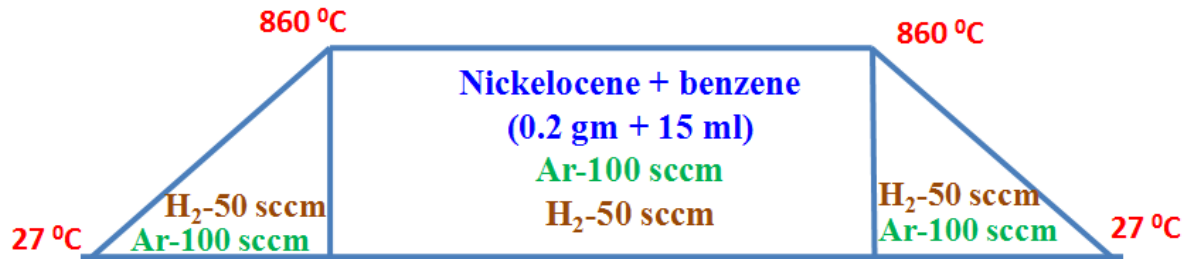 860 ⁰C
860 ⁰C
Nickelocene + benzene
(0.2 gm + 15 ml)
Ar-100 sccm
H₂-50 sccm
H₂-50 sccm
Ar-100 sccm
H₂-50 sccm
Ar-100 sccm
27 ⁰C
27 ⁰C